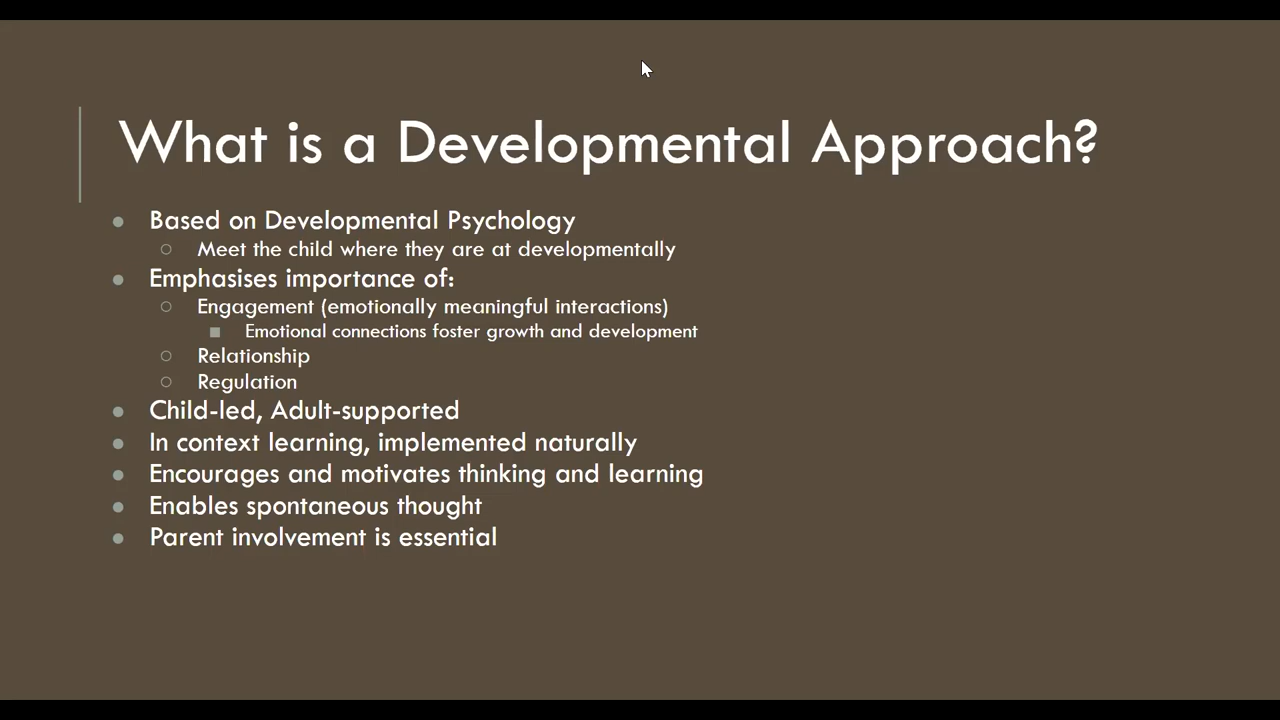 What is a Developmental Approach?
Based on Developmental Psychology
Meet the child where they are at developmentally
Emphasises importance of:
Engagement (emotionally meaningful interactions)
Emotional connections foster growth and development
Relationship
Regulation
Child-led, Adult-supported
In context learning, implemented naturally
Encourages and motivates thinking and learning
Enables spontaneous thought
Parent involvement is essential